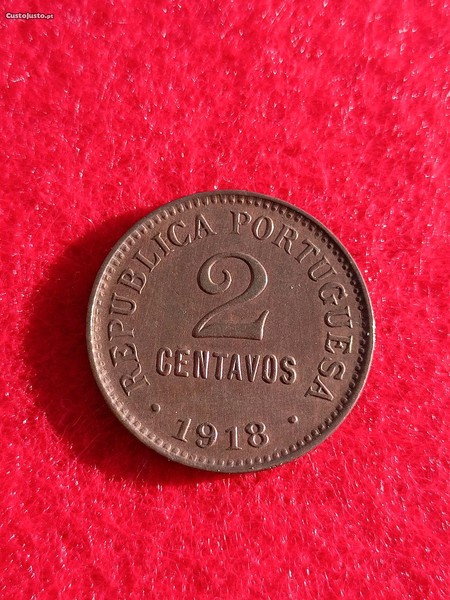 CustoJusto.pt
REPUBLICA PORTUGUESA
2
CENTAVOS
· 1918 ·